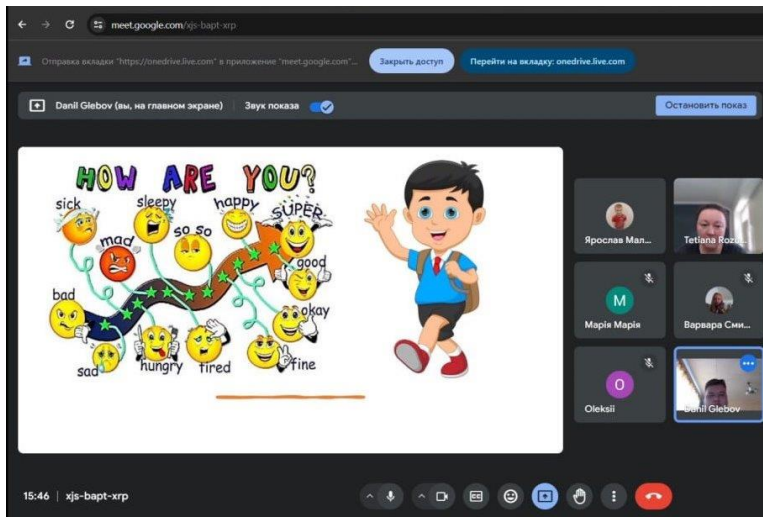 meet.google.com/xjs-bapt-xrp
Отправка вкладки "https://onedrive.live.com" в приложение "meet.google.com"...
Закрыть доступ
Перейти на вкладку: onedrive.live.com
Danil Glebov (вы, на главном экране)
Звук показа
Остановить показ
HOW ARE YOU?
sick
sleepy
happy
SUPER
mad
so so
good
bad
okay
sad
hungry
tired
fine
Ярослав Мал...
Tetiana Rozu...
M
Марія Марія
Варвара Сми...
O
Oleksii
Danil Glebov
15:46 | xjs-bapt-xrp